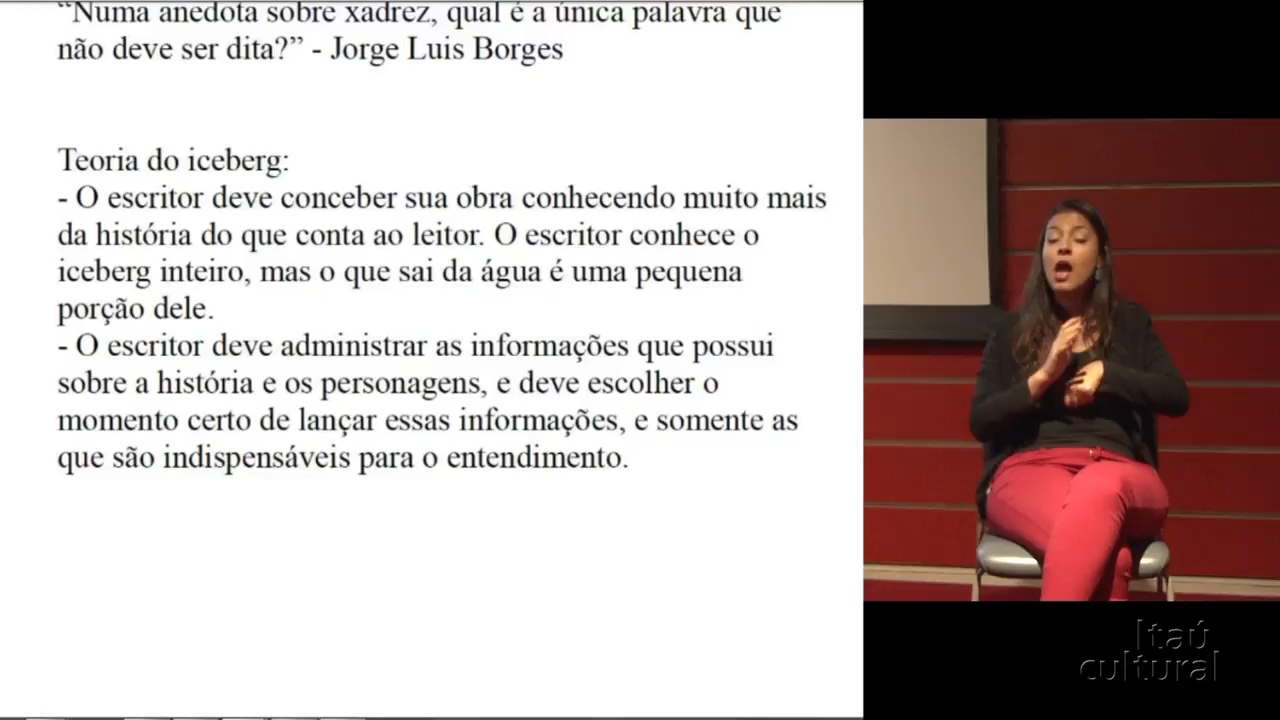 “Numa anedota sobre xadrez, qual é a única palavra que
não deve ser dita?” - Jorge Luis Borges
Teoria do iceberg:
- O escritor deve conceber sua obra conhecendo muito mais
da história do que conta ao leitor. O escritor conhece o
iceberg inteiro, mas o que sai da água é uma pequena
porção dele.
- O escritor deve administrar as informações que possui
sobre a história e os personagens, e deve escolher o
momento certo de lançar essas informações, e somente as
que são indispensáveis para o entendimento.
Itaú
cultural